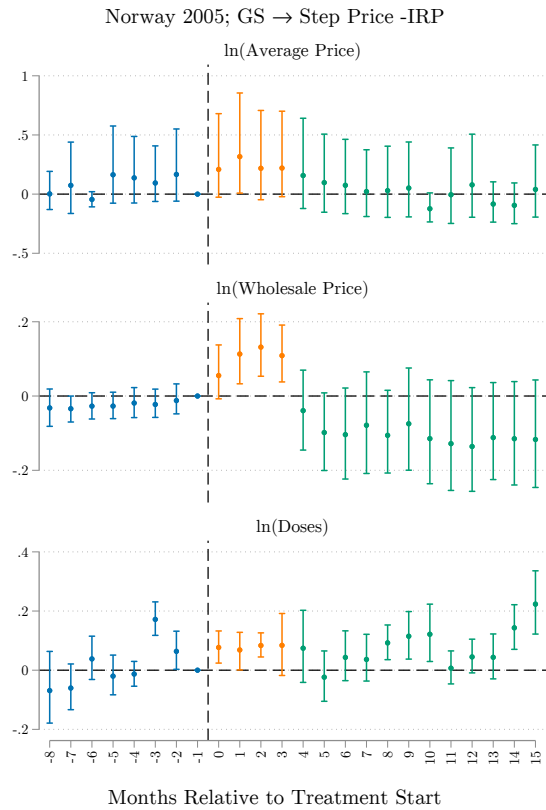 Norway 2005; GS → Step Price -IRP
ln(Average Price)
1
.5
0
-.5
ln(Wholesale Price)
.2
0
-.2
ln(Doses)
.4
.2
0
-.2
-8 -7 -6 -5 -4 -3 -2 -1 0 1 2 3 4 5 6 7 8 9 10 11 12 13 14 15
Months Relative to Treatment Start